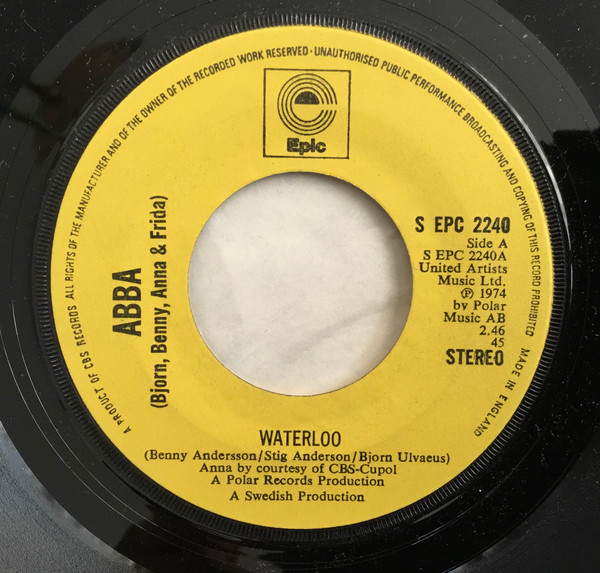 A PRODUCT OF CBS RECORDS ALL RIGHTS OF THE MANUFACTURER AND OF THE OWNER OF THE RECORDED WORK RESERVED · UNAUTHORISED PUBLIC PERFORMANCE BROADCASTING AND COPYING OF THIS RECORD PROHIBITED MADE IN ENGLAND
Epic
ABBA
(Bjorn, Benny, Anna & Frida)
S EPC 2240
Side A
S EPC 2240A
United Artists
Music Ltd.
℗ 1974
by Polar
Music AB
2.46
45
STEREO
WATERLOO
(Benny Andersson/Stig Anderson/Bjorn Ulvaeus)
Anna by courtesy of CBS-Cupol
A Polar Records Production
A Swedish Production